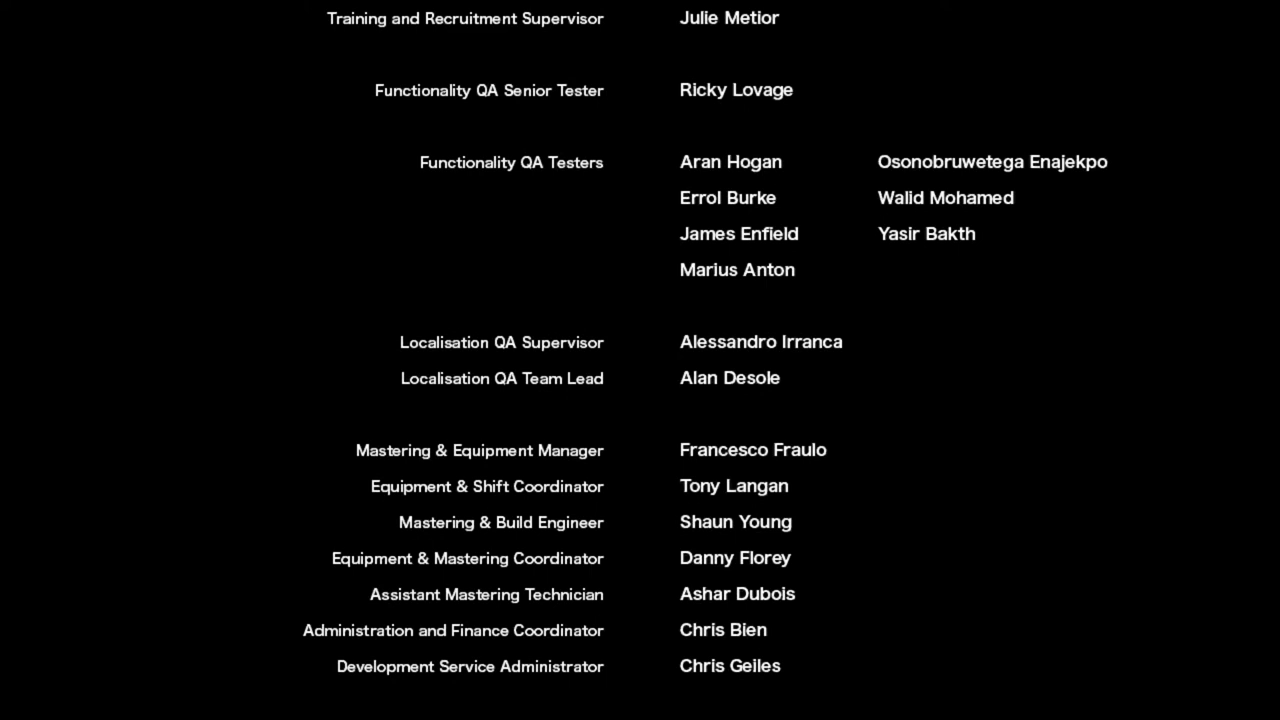 Training and Recruitment Supervisor Julie Metior
Functionality QA Senior Tester Ricky Lovage
Functionality QA Testers Aran Hogan Osonobruwetega Enajekpo
Errol Burke Walid Mohamed
James Enfield Yasir Bakth
Marius Anton
Localisation QA Supervisor Alessandro Irranca
Localisation QA Team Lead Alan Desole
Mastering & Equipment Manager Francesco Fraulo
Equipment & Shift Coordinator Tony Langan
Mastering & Build Engineer Shaun Young
Equipment & Mastering Coordinator Danny Florey
Assistant Mastering Technician Ashar Dubois
Administration and Finance Coordinator Chris Bien
Development Service Administrator Chris Geiles